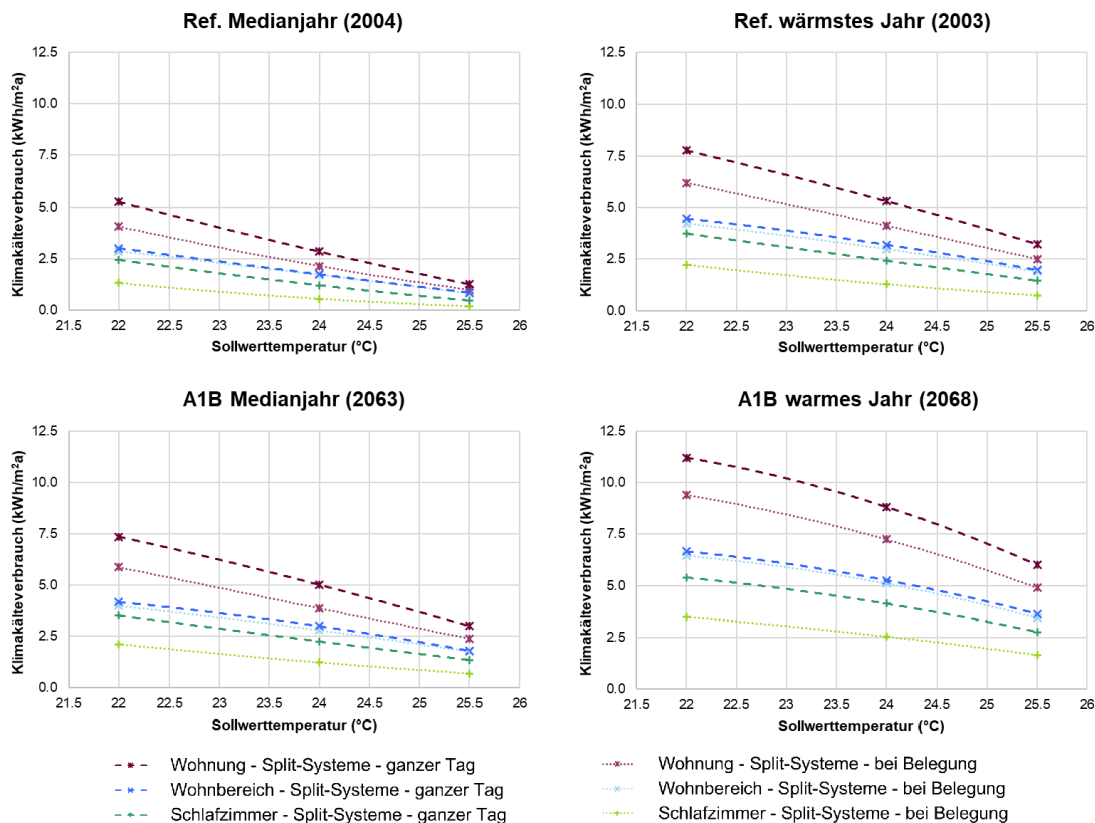 Ref. Medianjahr (2004)
Klimakälteverbrauch (kWh/m²a)
12.5
10.0
7.5
5.0
2.5
0.0
21.5 22 22.5 23 23.5 24 24.5 25 25.5 26
Sollwerttemperatur (°C)
Ref. wärmstes Jahr (2003)
Klimakälteverbrauch (kWh/m²a)
12.5
10.0
7.5
5.0
2.5
0.0
21.5 22 22.5 23 23.5 24 24.5 25 25.5 26
Sollwerttemperatur (°C)
A1B Medianjahr (2063)
Klimakälteverbrauch (kWh/m²a)
12.5
10.0
7.5
5.0
2.5
0.0
21.5 22 22.5 23 23.5 24 24.5 25 25.5 26
Sollwerttemperatur (°C)
A1B warmes Jahr (2068)
Klimakälteverbrauch (kWh/m²a)
12.5
10.0
7.5
5.0
2.5
0.0
21.5 22 22.5 23 23.5 24 24.5 25 25.5 26
Sollwerttemperatur (°C)
Wohnung - Split-Systeme - ganzer Tag
Wohnbereich - Split-Systeme - ganzer Tag
Schlafzimmer - Split-Systeme - ganzer Tag
Wohnung - Split-Systeme - bei Belegung
Wohnbereich - Split-Systeme - bei Belegung
Schlafzimmer - Split-Systeme - bei Belegung